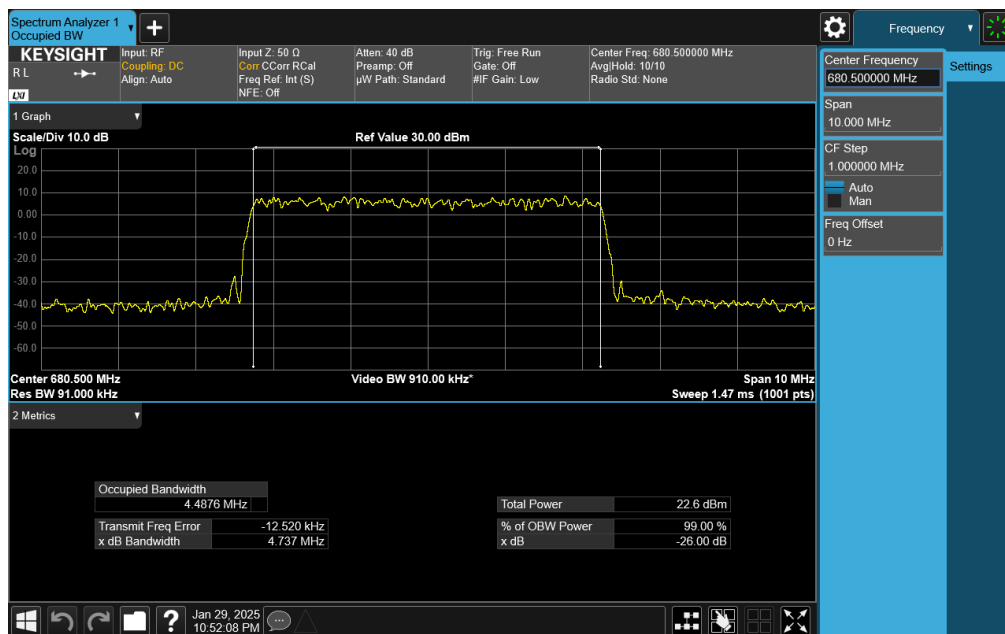 Spectrum Analyzer 1
Occupied BW
+
Frequency
KEYSIGHT
R L
LXI
Input: RF
Coupling: DC
Align: Auto
Input Z: 50 Ω
Corr CCorr RCal
Freq Ref: Int (S)
NFE: Off
Atten: 40 dB
Preamp: Off
µW Path: Standard
Trig: Free Run
Gate: Off
#IF Gain: Low
Center Freq: 680.500000 MHz
Avg|Hold: 10/10
Radio Std: None
Center Frequency
680.500000 MHz
Settings
Span
10.000 MHz
CF Step
1.000000 MHz
Auto
Man
Freq Offset
0 Hz
1 Graph
Scale/Div 10.0 dB
Ref Value 30.00 dBm
Log
20.0
10.0
0.00
-10.0
-20.0
-30.0
-40.0
-50.0
-60.0
Center 680.500 MHz
Video BW 910.00 kHz*
Span 10 MHz
Res BW 91.000 kHz
Sweep 1.47 ms (1001 pts)
2 Metrics
Occupied Bandwidth
4.4876 MHz
Total Power 22.6 dBm
Transmit Freq Error -12.520 kHz
% of OBW Power 99.00 %
x dB Bandwidth 4.737 MHz
x dB -26.00 dB
?
Jan 29, 2025
10:52:08 PM